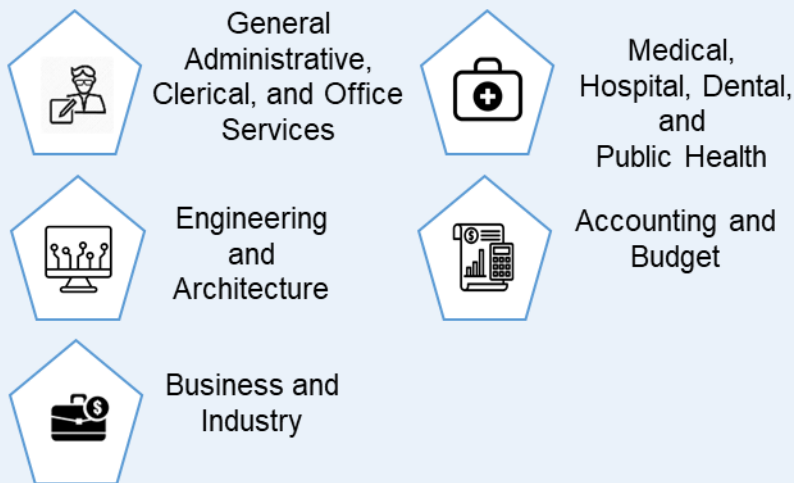 General
Administrative,
Clerical, and Office
Services
Medical,
Hospital, Dental,
and
Public Health
Engineering
and
Architecture
Accounting and
Budget
Business and
Industry